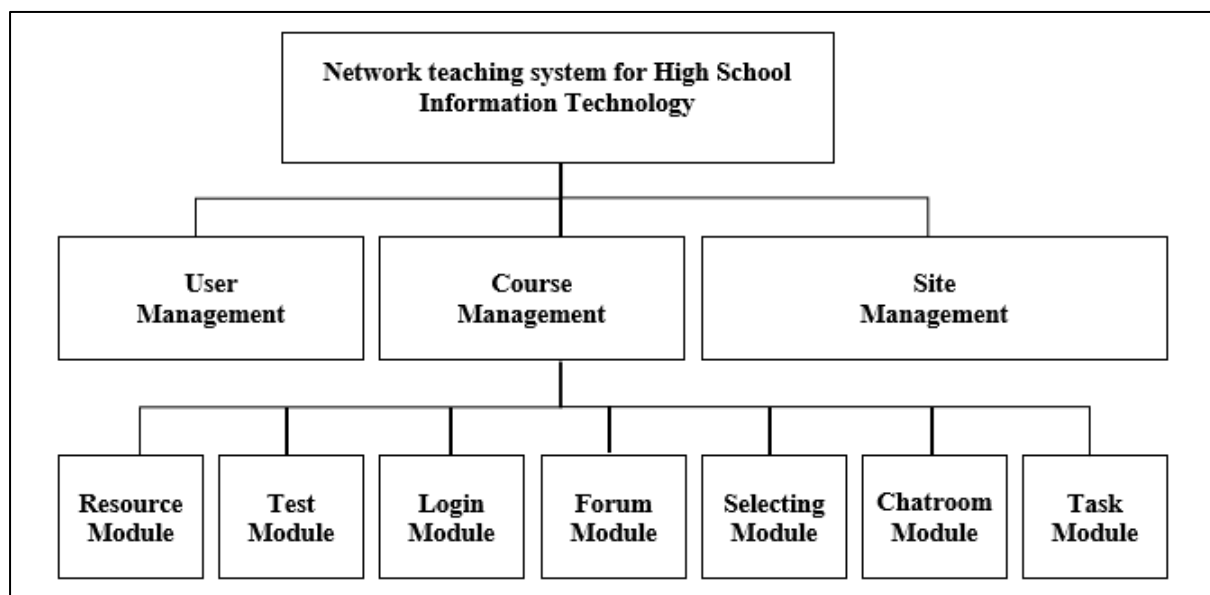 Network teaching system for High School
Information Technology
User
Management
Course
Management
Site
Management
Resource
Module
Test
Module
Login
Module
Forum
Module
Selecting
Module
Chatroom
Module
Task
Module